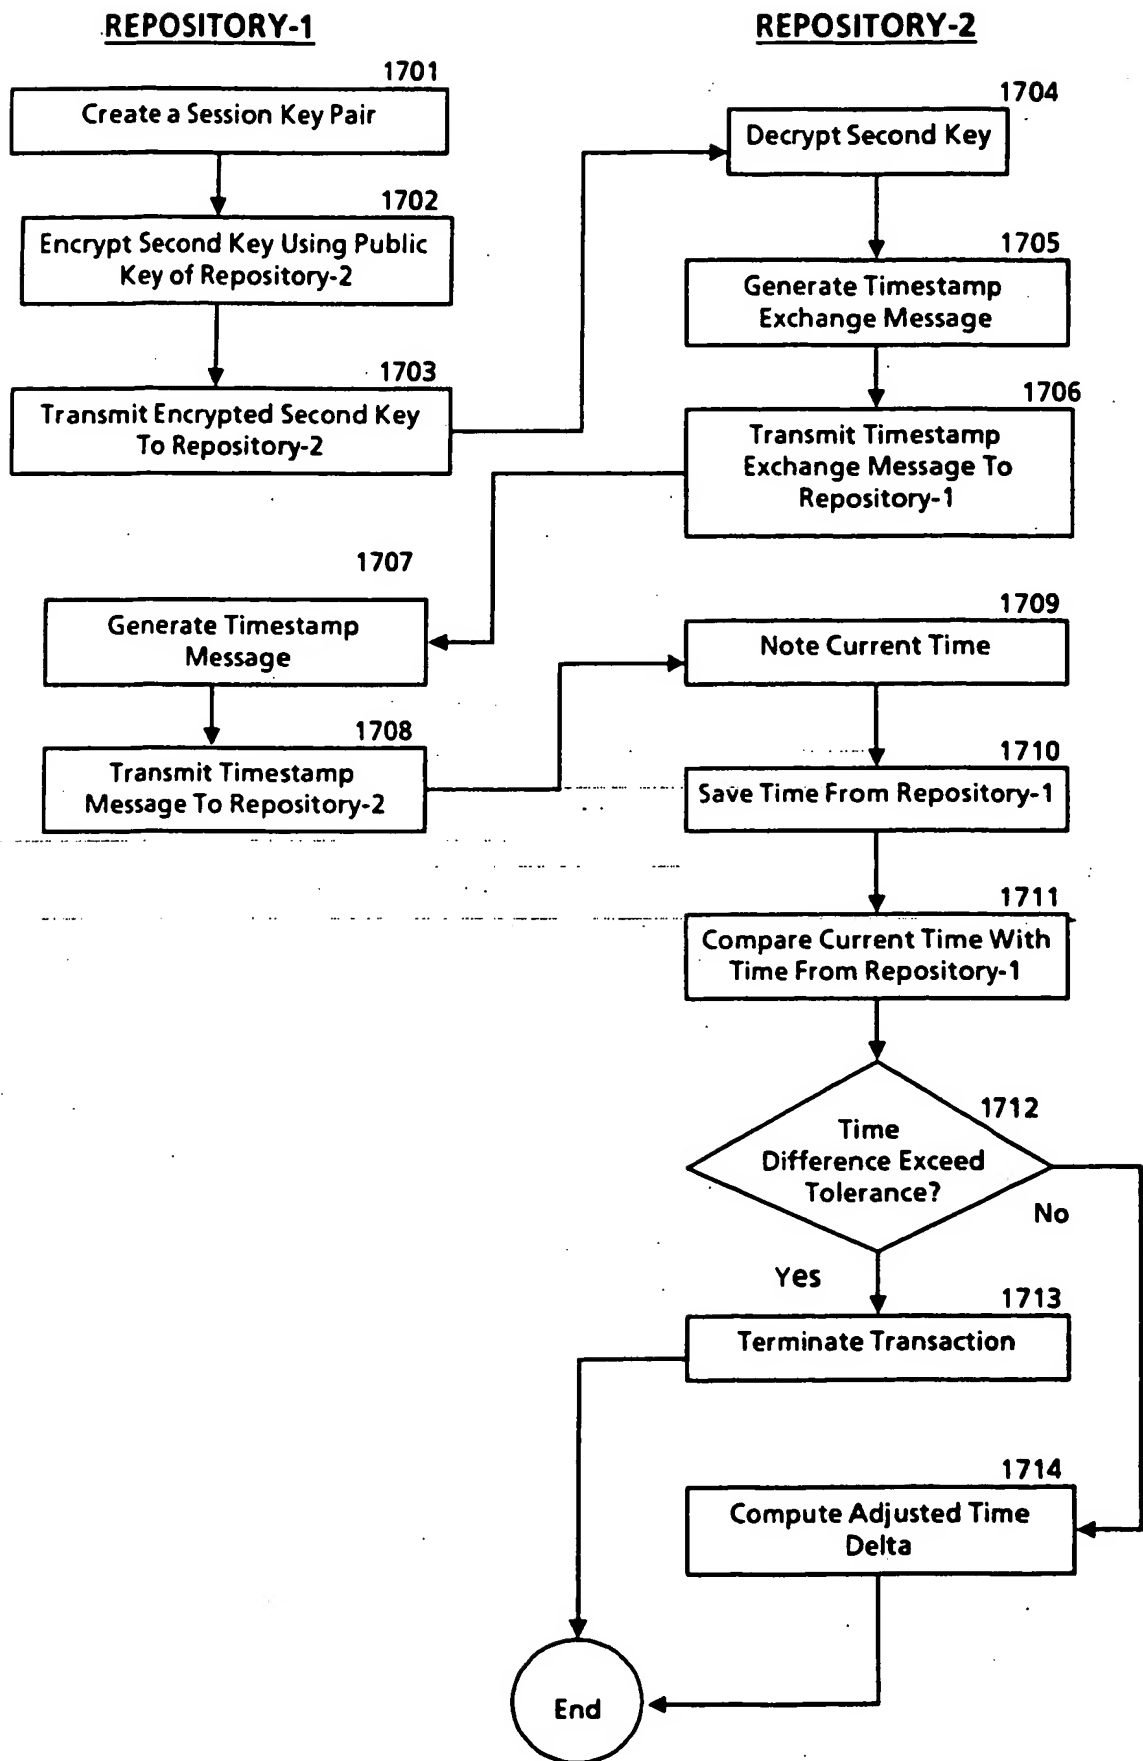 REPOSITORY-1
REPOSITORY-2
1701
Create a Session Key Pair
1702
Encrypt Second Key Using Public
Key of Repository-2
1703
Transmit Encrypted Second Key
To Repository-2
1704
Decrypt Second Key
1705
Generate Timestamp
Exchange Message
1706
Transmit Timestamp
Exchange Message To
Repository-1
1707
Generate Timestamp
Message
1708
Transmit Timestamp
Message To Repository-2
1709
Note Current Time
1710
Save Time From Repository-1
1711
Compare Current Time With
Time From Repository-1
1712
Time
Difference Exceed
Tolerance?
No
Yes
1713
Terminate Transaction
1714
Compute Adjusted Time
Delta
End